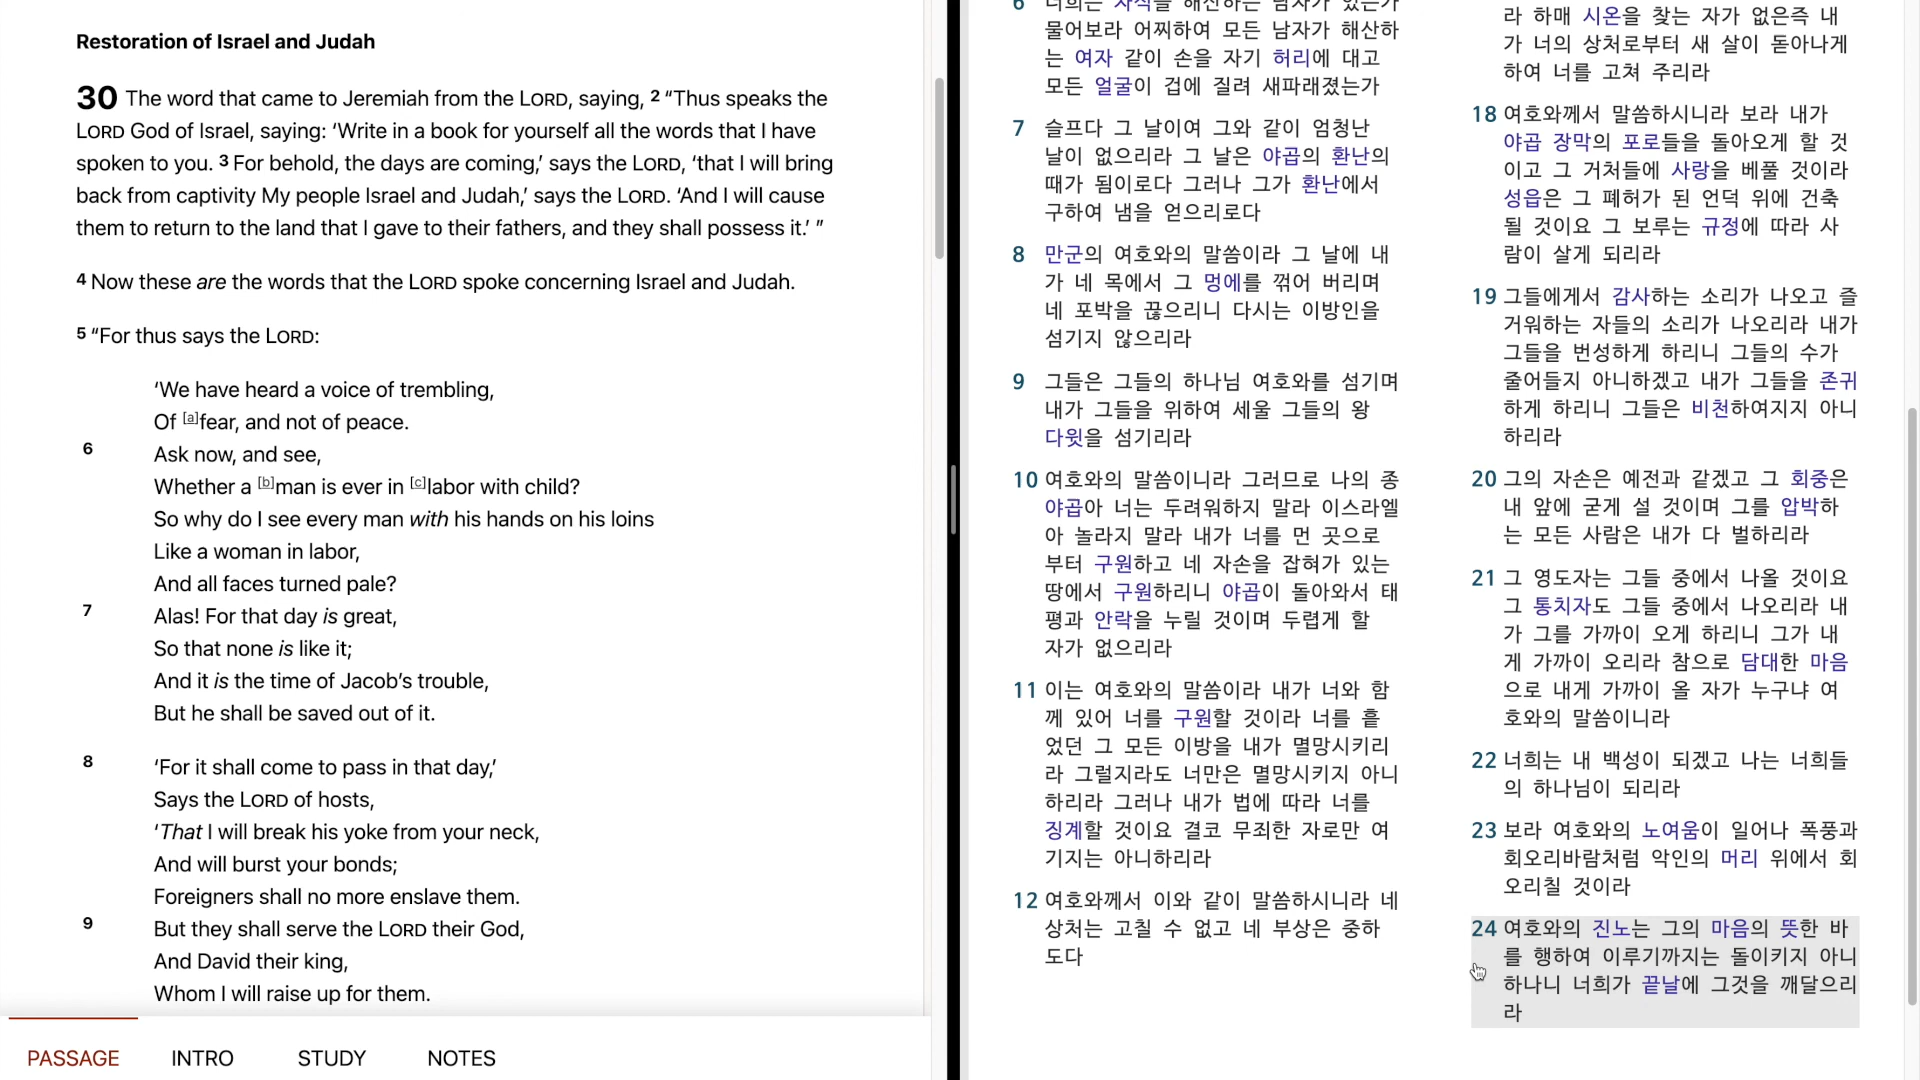 Restoration of Israel and Judah
30 The word that came to Jeremiah from the LORD, saying, 2 “Thus speaks the
LORD God of Israel, saying: ‘Write in a book for yourself all the words that I have
spoken to you. 3 For behold, the days are coming,’ says the LORD, ‘that I will bring
back from captivity My people Israel and Judah,’ says the LORD. ‘And I will cause
them to return to the land that I gave to their fathers, and they shall possess it.’ ”
4 Now these are the words that the LORD spoke concerning Israel and Judah.
5 “For thus says the LORD:
‘We have heard a voice of trembling,
Of [a]fear, and not of peace.
6 Ask now, and see,
Whether a [b]man is ever in [c]labor with child?
So why do I see every man with his hands on his loins
Like a woman in labor,
And all faces turned pale?
7 Alas! For that day is great,
So that none is like it;
And it is the time of Jacob’s trouble,
But he shall be saved out of it.
8 ‘For it shall come to pass in that day,’
Says the LORD of hosts,
‘That I will break his yoke from your neck,
And will burst your bonds;
Foreigners shall no more enslave them.
9 But they shall serve the LORD their God,
And David their king,
Whom I will raise up for them.
PASSAGE INTRO STUDY NOTES
6 너희는 자식을 해산하는 남자가 있는가
물어보라 어찌하여 모든 남자가 해산하
는 여자 같이 손을 자기 허리에 대고
모든 얼굴이 겁에 질려 새파래졌는가
7 슬프다 그 날이여 그와 같이 엄청난
날이 없으리라 그 날은 야곱의 환난의
때가 됨이로다 그러나 그가 환난에서
구하여 냄을 얻으리로다
8 만군의 여호와의 말씀이라 그 날에 내
가 네 목에서 그 멍에를 꺾어 버리며
네 포박을 끊으리니 다시는 이방인을
섬기지 않으리라
9 그들은 그들의 하나님 여호와를 섬기며
내가 그들을 위하여 세울 그들의 왕
다윗을 섬기리라
10 여호와의 말씀이니라 그러므로 나의 종
야곱아 너는 두려워하지 말라 이스라엘
아 놀라지 말라 내가 너를 먼 곳으로
부터 구원하고 네 자손을 잡혀가 있는
땅에서 구원하리니 야곱이 돌아와서 태
평과 안락을 누릴 것이며 두렵게 할
자가 없으리라
11 이는 여호와의 말씀이라 내가 너와 함
께 있어 너를 구원할 것이라 너를 흩
었던 그 모든 이방을 내가 멸망시키리
라 그럴지라도 너만은 멸망시키지 아니
하리라 그러나 내가 법에 따라 너를
징계할 것이요 결코 무죄한 자로만 여
기지는 아니하리라
12 여호와께서 이와 같이 말씀하시니라 네
상처는 고칠 수 없고 네 부상은 중하
도다
라 하매 시온을 찾는 자가 없은즉 내
가 너의 상처로부터 새 살이 돋아나게
하여 너를 고쳐 주리라
18 여호와께서 말씀하시니라 보라 내가
야곱 장막의 포로들을 돌아오게 할 것
이고 그 거처들에 사랑을 베풀 것이라
성읍은 그 폐허가 된 언덕 위에 건축
될 것이요 그 보루는 규정에 따라 사
람이 살게 되리라
19 그들에게서 감사하는 소리가 나오고 즐
거워하는 자들의 소리가 나오리라 내가
그들을 번성하게 하리니 그들의 수가
줄어들지 아니하겠고 내가 그들을 존귀
하게 하리니 그들은 비천하여지지 아니
하리라
20 그의 자손은 예전과 같겠고 그 회중은
내 앞에 굳게 설 것이며 그를 압박하
는 모든 사람은 내가 다 벌하리라
21 그 영도자는 그들 중에서 나올 것이요
그 통치자도 그들 중에서 나오리라 내
가 그를 가까이 오게 하리니 그가 내
게 가까이 오리라 참으로 담대한 마음
으로 내게 가까이 올 자가 누구냐 여
호와의 말씀이니라
22 너희는 내 백성이 되겠고 나는 너희들
의 하나님이 되리라
23 보라 여호와의 노여움이 일어나 폭풍과
회오리바람처럼 악인의 머리 위에서 회
오리칠 것이라
24 여호와의 진노는 그의 마음의 뜻한 바
를 행하여 이루기까지는 돌이키지 아니
하나니 너희가 끝날에 그것을 깨달으리
라